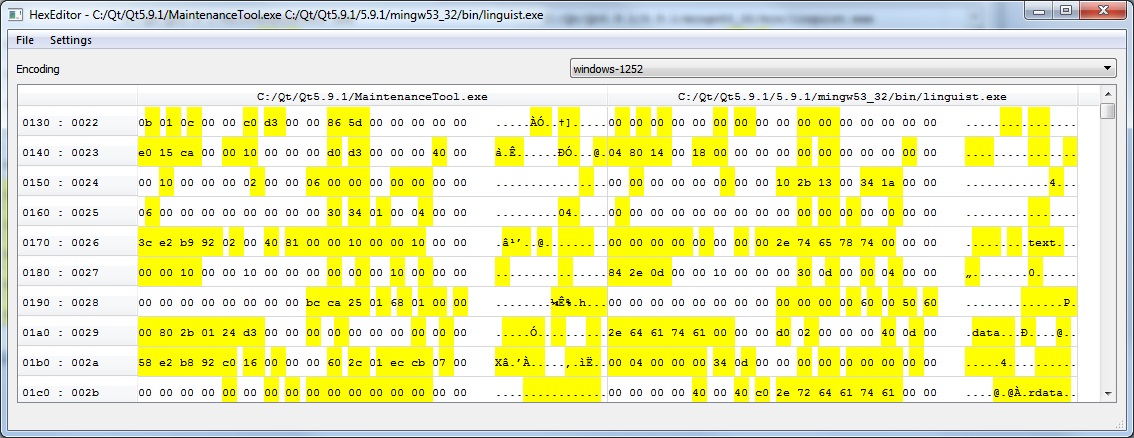 HexEditor - C:/Qt/Qt5.9.1/MaintenanceTool.exe C:/Qt/Qt5.9.1/5.9.1/mingw53_32/bin/linguist.exe
File Settings
Encoding windows-1252
C:/Qt/Qt5.9.1/MaintenanceTool.exe C:/Qt/Qt5.9.1/5.9.1/mingw53_32/bin/linguist.exe
0130 : 0022 0b 01 0c 00 00 c0 d3 00 00 86 5d 00 00 00 00 00 .....ÀÓ..†]..... 00 00 00 00 00 00 00 00 00 00 00 00 00 00 00 00 ................
0140 : 0023 e0 15 ca 00 00 10 00 00 00 d0 d3 00 00 00 40 00 à.Ê......ÐÓ...@. 04 80 14 00 18 00 00 00 00 00 00 00 00 00 00 00 ................
0150 : 0024 00 10 00 00 00 02 00 00 06 00 00 00 00 00 00 00 ................ 00 00 00 00 00 00 00 00 10 2b 13 00 34 1a 00 00 ............4...
0160 : 0025 06 00 00 00 00 00 00 00 00 30 34 01 00 04 00 00 .........04..... 00 00 00 00 00 00 00 00 00 00 00 00 00 00 00 00 ................
0170 : 0026 3c e2 b9 92 02 00 40 81 00 00 10 00 00 10 00 00 .â¹’..@......... 00 00 00 00 00 00 00 00 2e 74 65 78 74 00 00 00 .........text...
0180 : 0027 00 00 10 00 00 10 00 00 00 00 00 00 10 00 00 00 ................ 84 2e 0d 00 00 10 00 00 00 30 0d 00 00 04 00 00 „........0......
0190 : 0028 00 00 00 00 00 00 00 00 bc ca 25 01 68 01 00 00 ........¼Ê%.h... 00 00 00 00 00 00 00 00 00 00 00 00 60 00 50 60 ..............P.
01a0 : 0029 00 80 2b 01 24 d3 00 00 00 00 00 00 00 00 00 00 .....Ó.......... 2e 64 61 74 61 00 00 00 d0 02 00 00 00 40 0d 00 .data...Ð....@..
01b0 : 002a 58 e2 b8 92 c0 16 00 00 00 60 2c 01 ec cb 07 00 Xâ.’À.....,.ìË.. 00 04 00 00 00 34 0d 00 00 00 00 00 00 00 00 00 .....4..........
01c0 : 002b 00 00 00 00 00 00 00 00 00 00 00 00 00 00 00 00 ................ 00 00 00 00 40 00 40 c0 2e 72 64 61 74 61 00 00 ....@.@À.rdata..